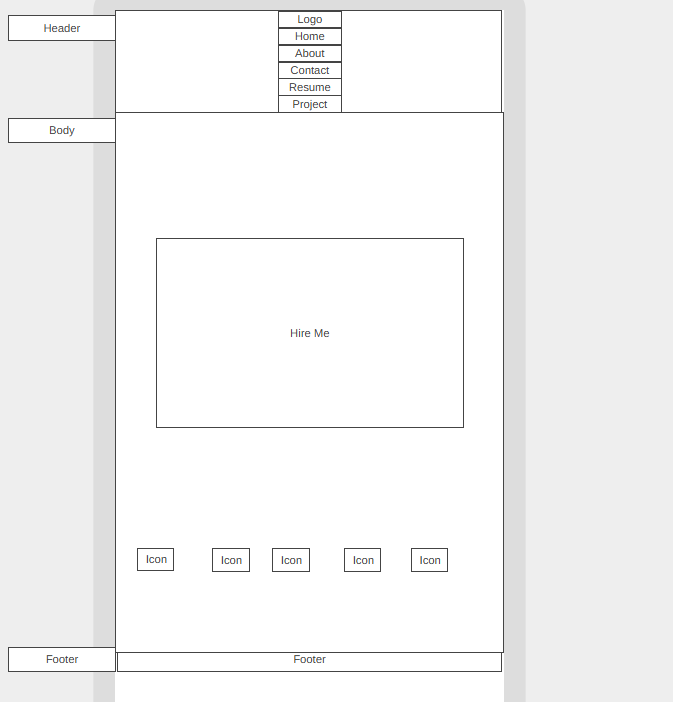 Header
Logo
Home
About
Contact
Resume
Project
Body
Hire Me
Icon Icon Icon Icon Icon
Footer
Footer